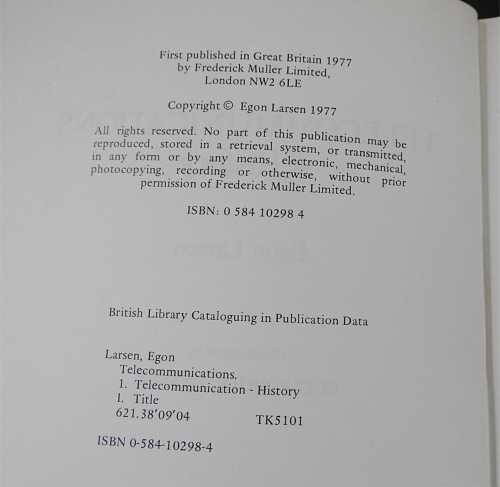 First published in Great Britain 1977
by Frederick Muller Limited,
London NW2 6LE
Copyright © Egon Larsen 1977
All rights reserved. No part of this publication may be
reproduced, stored in a retrieval system, or transmitted,
in any form or by any means, electronic, mechanical,
photocopying, recording or otherwise, without prior
permission of Frederick Muller Limited.
ISBN: 0 584 10298 4
British Library Cataloguing in Publication Data
Larsen, Egon
Telecommunications.
1. Telecommunication - History
I. Title
621.38'09'04 TK5101
ISBN 0-584-10298-4